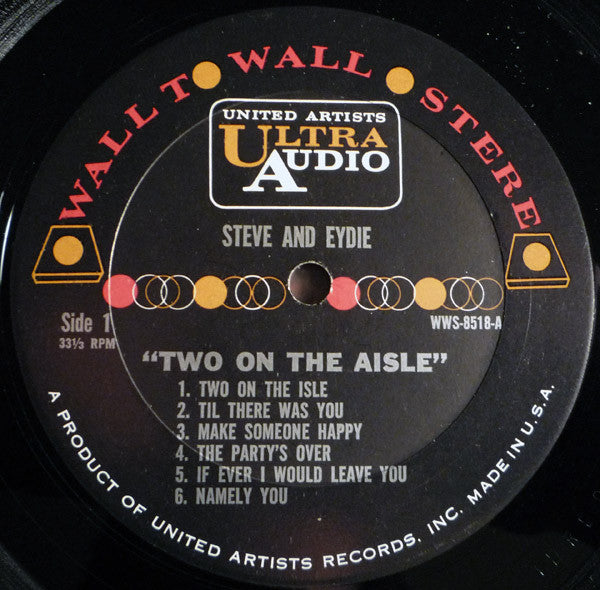 WALL TO WALL STEREO
UNITED ARTISTS
ULTRA
AUDIO
STEVE AND EYDIE
Side 1
33⅓ RPM
WWS-8518-A
"TWO ON THE AISLE"
1. TWO ON THE ISLE
2. TIL THERE WAS YOU
3. MAKE SOMEONE HAPPY
4. THE PARTY'S OVER
5. IF EVER I WOULD LEAVE YOU
6. NAMELY YOU
A PRODUCT OF UNITED ARTISTS RECORDS, INC. MADE IN U.S.A.